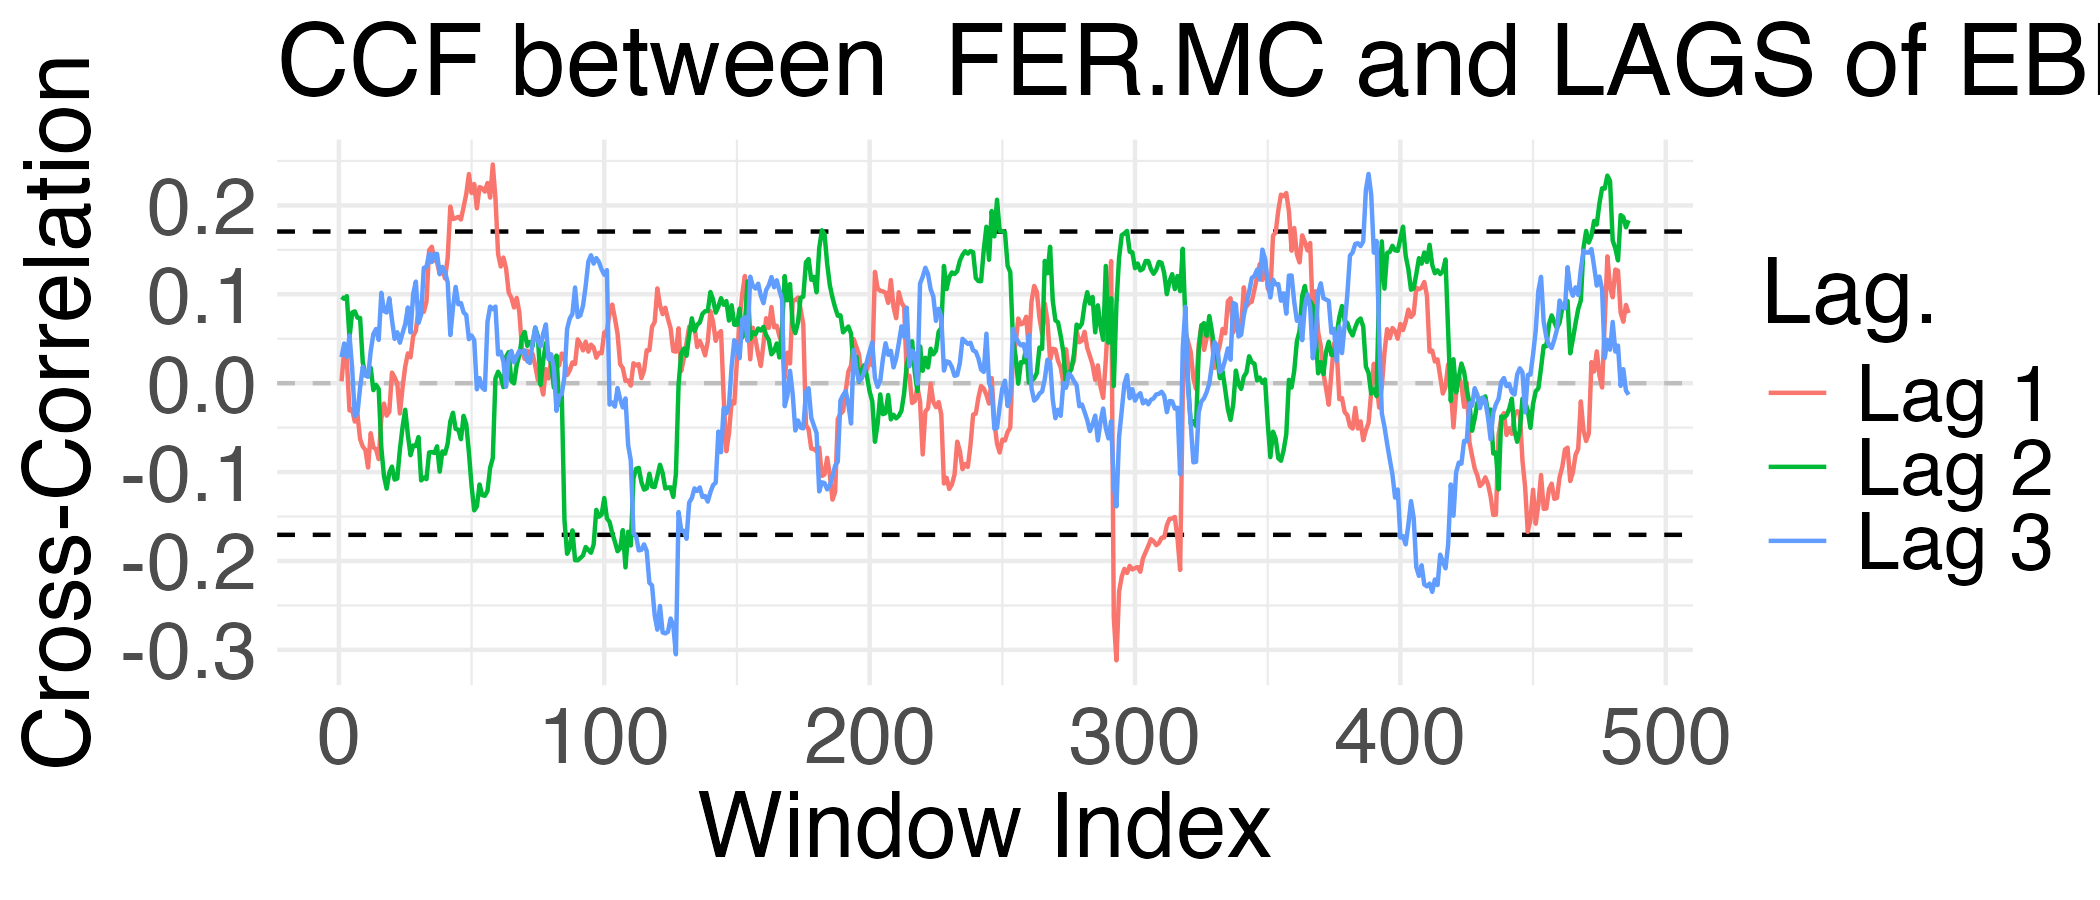 CCF between FER.MC and LAGS of EB
Cross-Correlation
0.2
0.1
0.0
-0.1
-0.2
-0.3
0 100 200 300 400 500
Window Index
Lag.
Lag 1
Lag 2
Lag 3